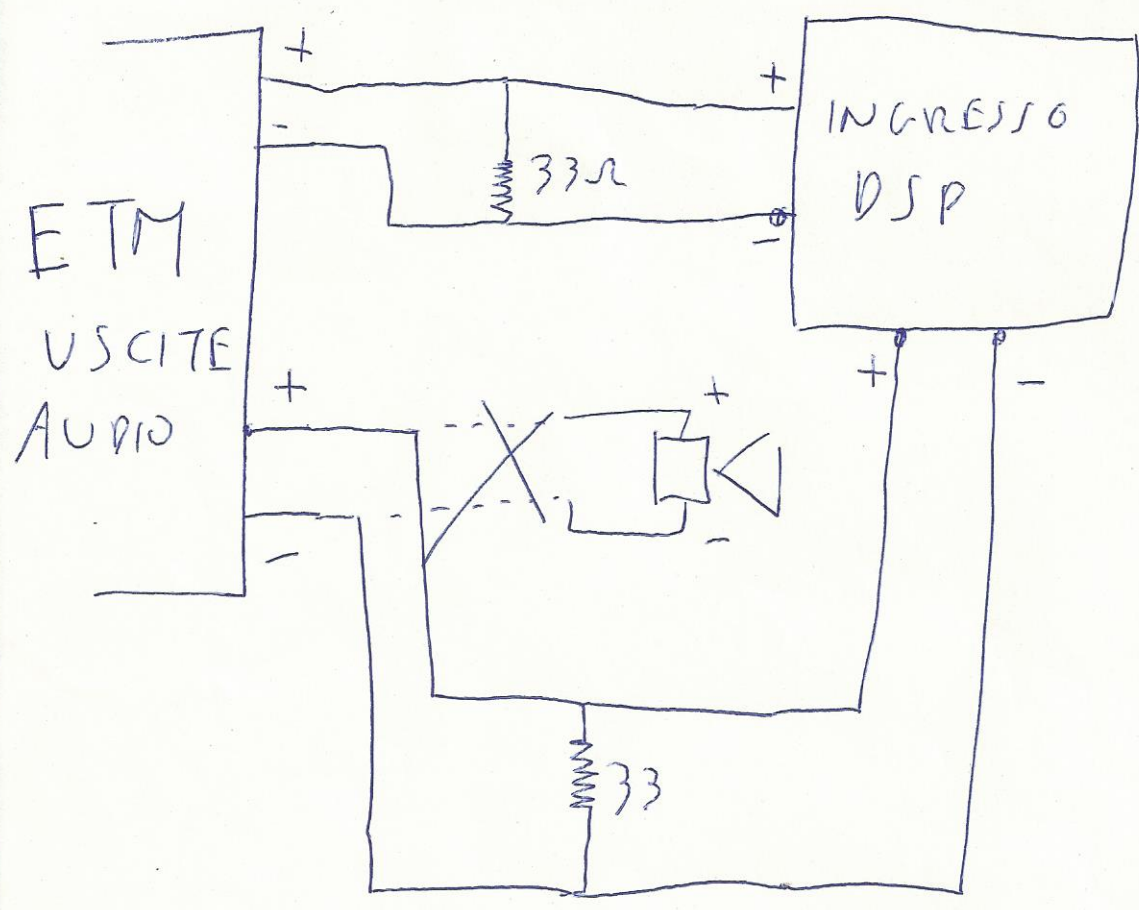 +
+
INGRESSO
-
33Ω
DSP
-
ETM
USCITE
+
-
+
+
AUDIO
-
-
33